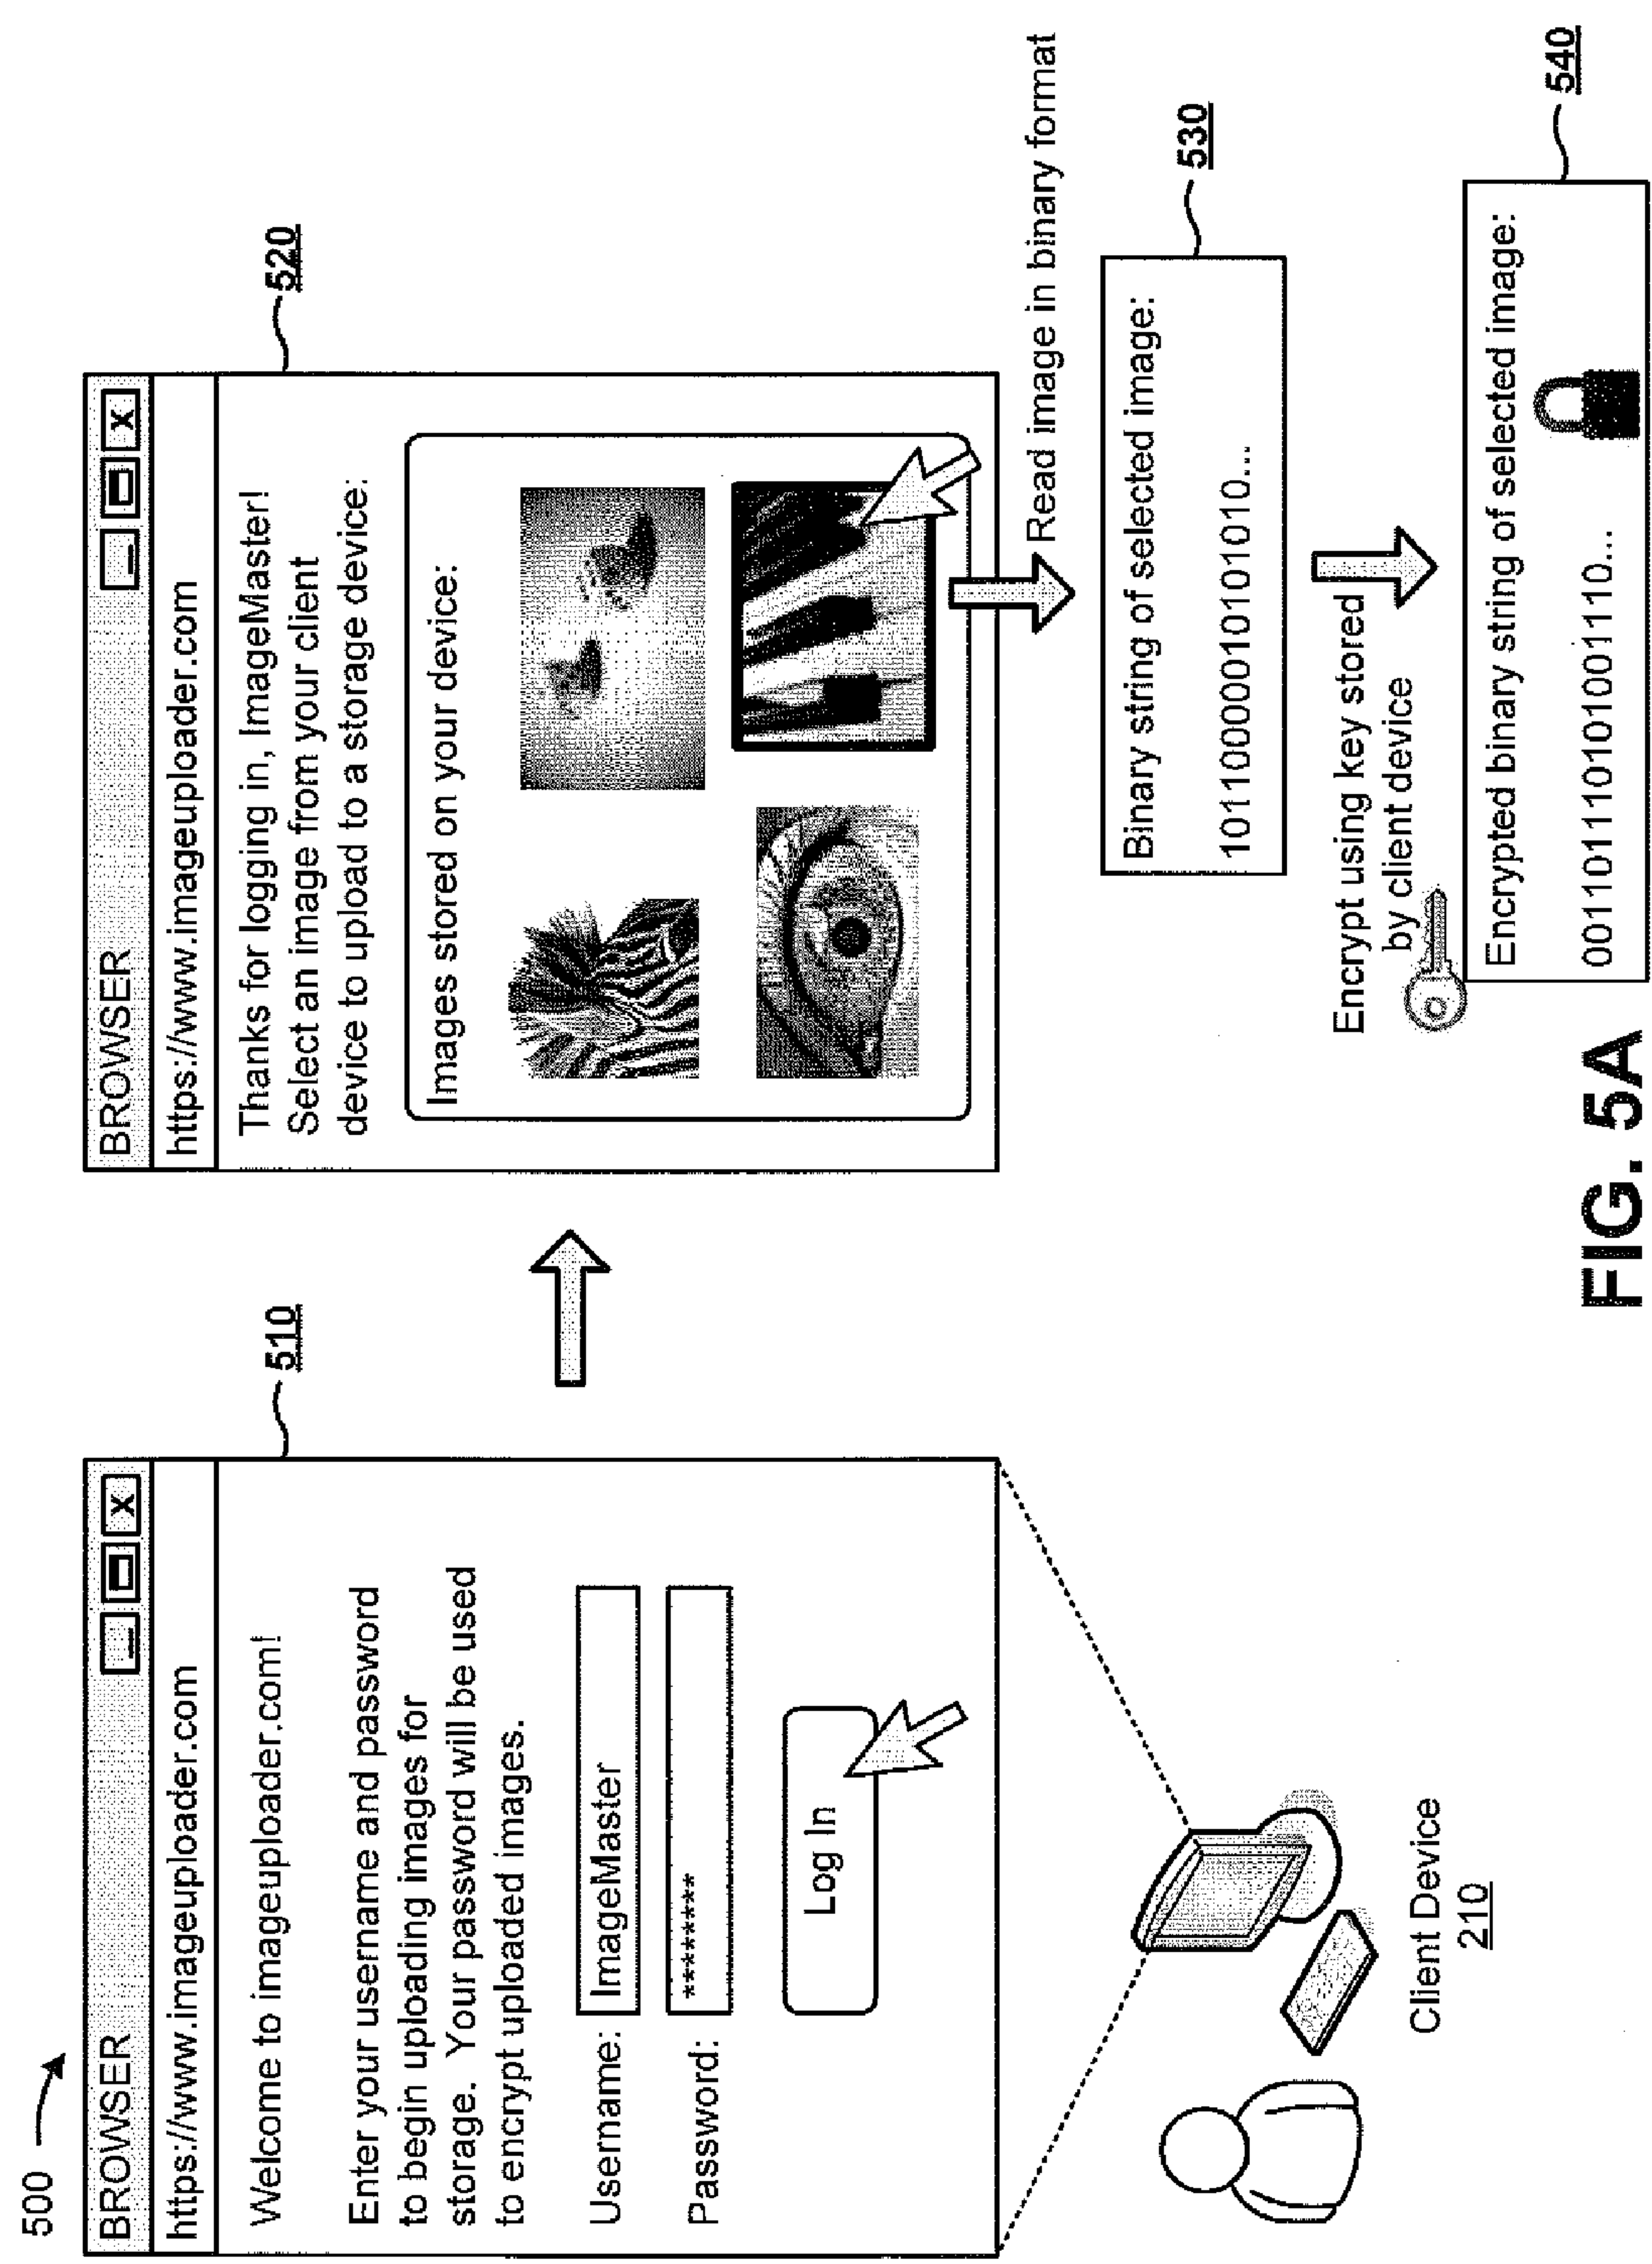 500
BROWSER
https://www.imageuploader.com
Welcome to imageuploader.com!
Enter your username and password
to begin uploading images for
storage. Your password will be used
to encrypt uploaded images.
Username: ImageMaster
Password: ********
Log In
510
Client Device
210
BROWSER
https://www.imageuploader.com
Thanks for logging in, ImageMaster!
Select an image from your client
device to upload to a storage device:
Images stored on your device:
520
Read image in binary format
Binary string of selected image:
1011000001010101010...
530
Encrypt using key stored
by client device
Encrypted binary string of selected image:
0011011101010011110...
540
FIG. 5A